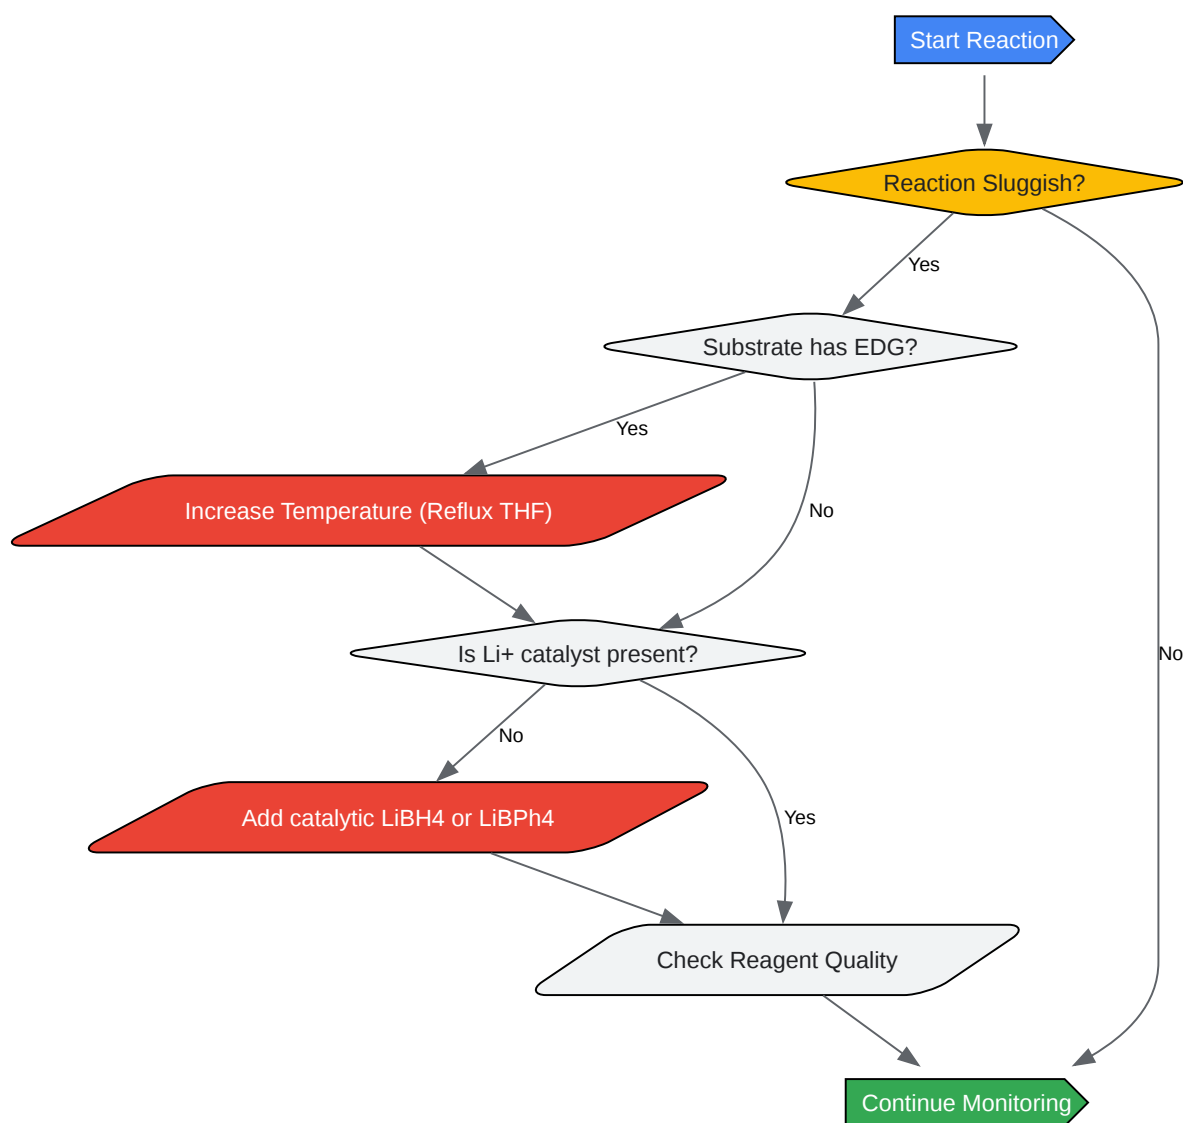 Start Reaction
Reaction Sluggish?
Yes
Substrate has EDG?
Yes
Increase Temperature (Reflux THF)
No
Is Li+ catalyst present?
No
No
Add catalytic LiBH4 or LiBPh4
Yes
Check Reagent Quality
Continue Monitoring